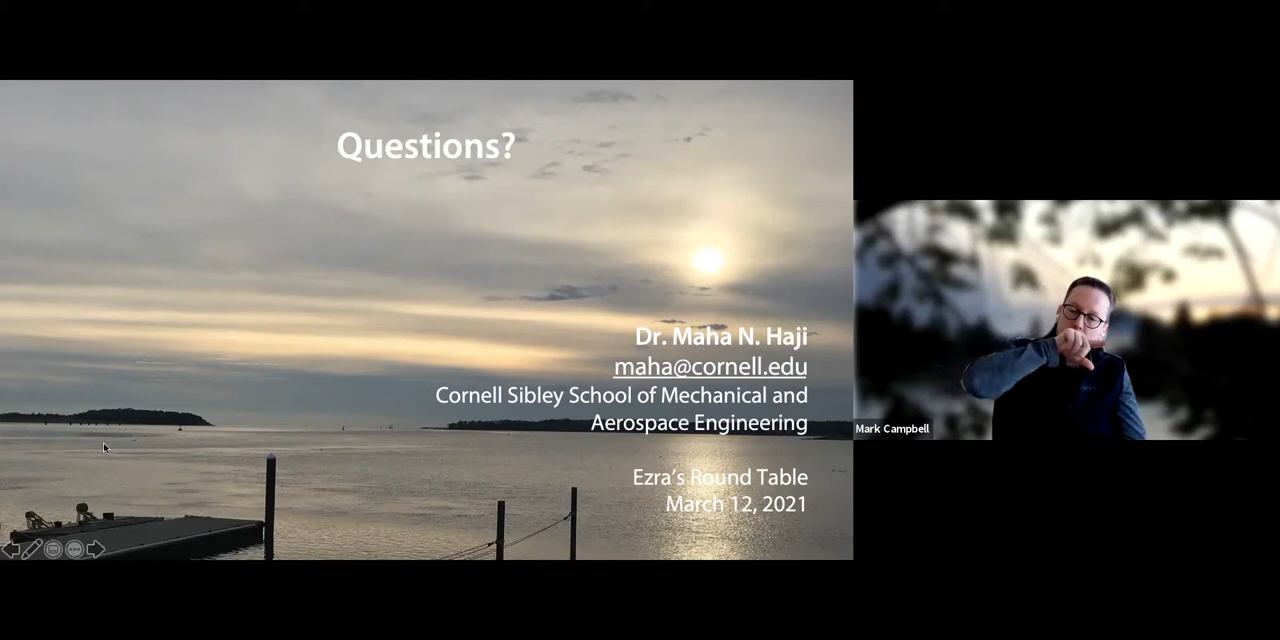 Questions?
Dr. Maha N. Haji
maha@cornell.edu
Cornell Sibley School of Mechanical and
Aerospace Engineering
Ezra's Round Table
March 12, 2021
Mark Campbell